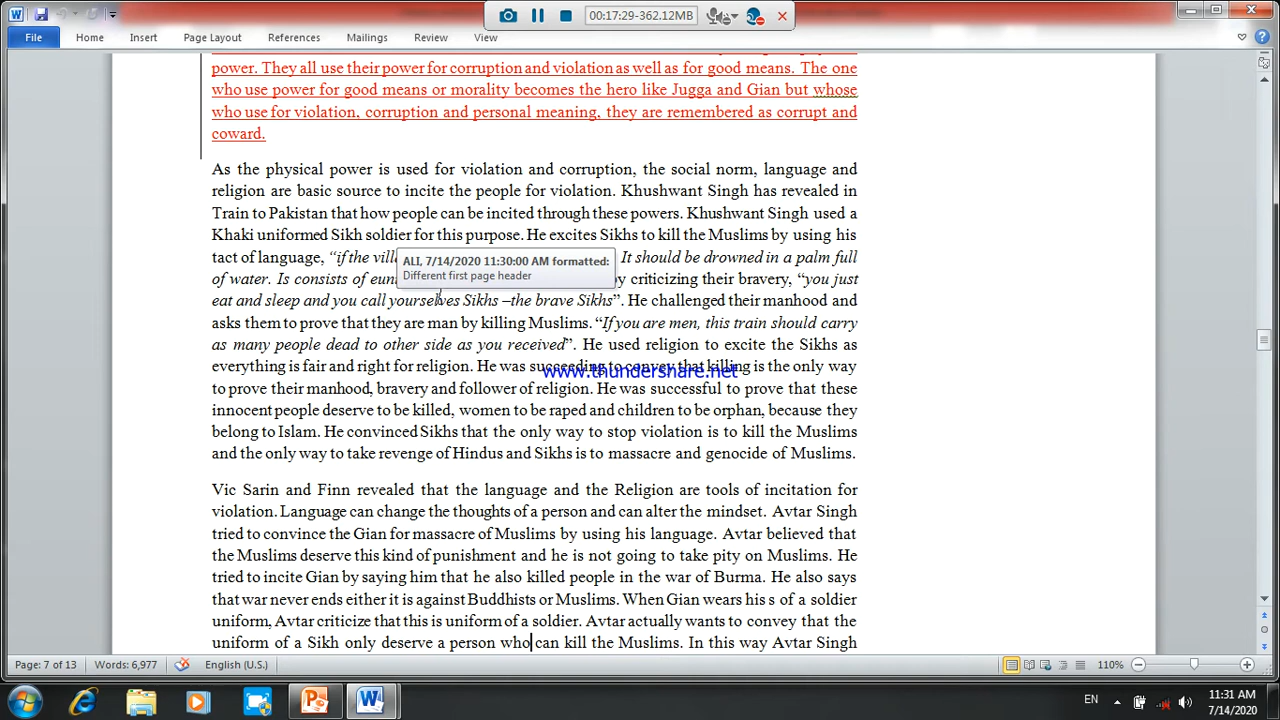 00:17:29-362.12MB
File Home Insert Page Layout References Mailings Review View
power. They all use their power for corruption and violation as well as for good means. The one
who use power for good means or morality becomes the hero like Jugga and Gian but whose
who use for violation, corruption and personal meaning, they are remembered as corrupt and
coward.
As the physical power is used for violation and corruption, the social norm, language and
religion are basic source to incite the people for violation. Khushwant Singh has revealed in
Train to Pakistan that how people can be incited through these powers. Khushwant Singh used a
Khaki uniformed Sikh soldier for this purpose. He excites Sikhs to kill the Muslims by using his
tact of language, “if the vill It should be drowned in a palm full
ALI, 7/14/2020 11:30:00 AM formatted:
Different first page header
of water. Is consists of eun by criticizing their bravery, “you just
eat and sleep and you call yourselves Sikhs –the brave Sikhs”. He challenged their manhood and
asks them to prove that they are man by killing Muslims. “If you are men, this train should carry
as many people dead to other side as you received”. He used religion to excite the Sikhs as
everything is fair and right for religion. He was succeeding to convey that killing is the only way
www.thundershare.net
to prove their manhood, bravery and follower of religion. He was successful to prove that these
innocent people deserve to be killed, women to be raped and children to be orphan, because they
belong to Islam. He convinced Sikhs that the only way to stop violation is to kill the Muslims
and the only way to take revenge of Hindus and Sikhs is to massacre and genocide of Muslims.
Vic Sarin and Finn revealed that the language and the Religion are tools of incitation for
violation. Language can change the thoughts of a person and can alter the mindset. Avtar Singh
tried to convince the Gian for massacre of Muslims by using his language. Avtar believed that
the Muslims deserve this kind of punishment and he is not going to take pity on Muslims. He
tried to incite Gian by saying him that he also killed people in the war of Burma. He also says
that war never ends either it is against Buddhists or Muslims. When Gian wears his s of a soldier
uniform, Avtar criticize that this is uniform of a soldier. Avtar actually wants to convey that the
uniform of a Sikh only deserve a person who can kill the Muslims. In this way Avtar Singh
Page: 7 of 13 Words: 6,977 English (U.S.) 110%
EN 11:31 AM
7/14/2020